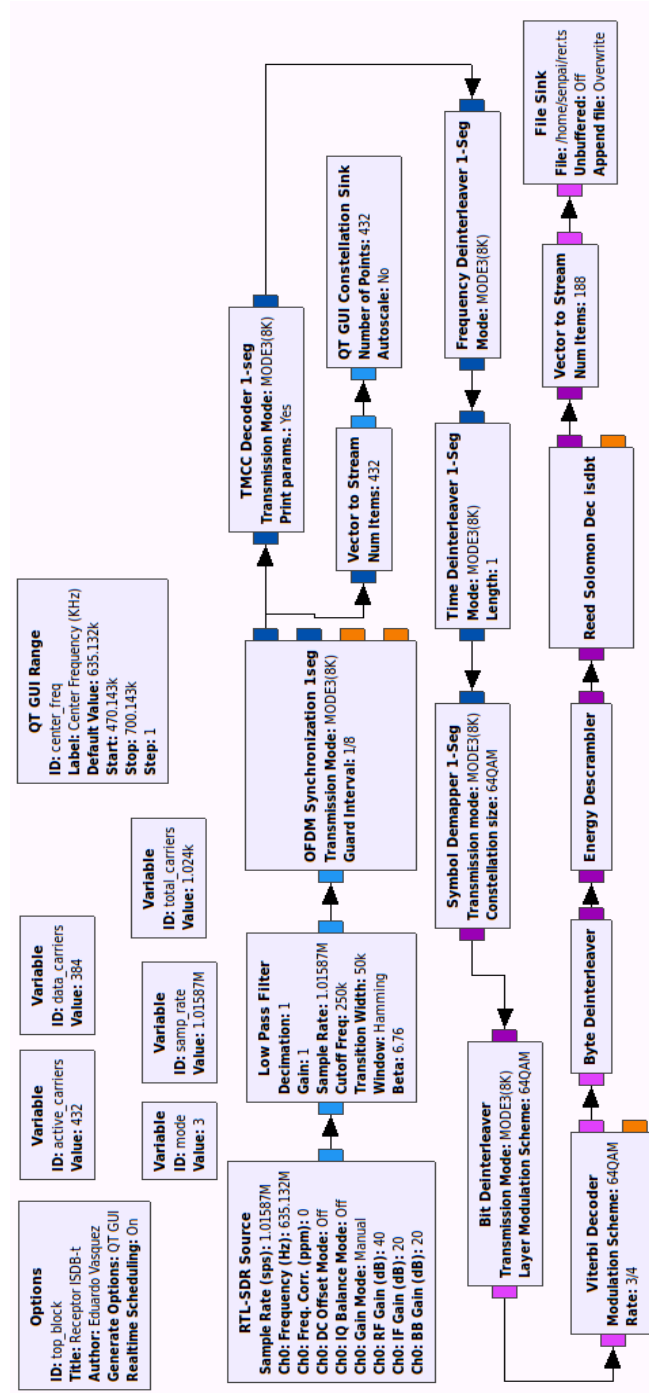 Options
ID: top_block
Title: Receptor ISDB-t
Author: Eduardo Vasquez
Generate Options: QT GUI
Realtime Scheduling: On
Variable
ID: active_carriers
Value: 432
Variable
ID: data_carriers
Value: 384
Variable
ID: mode
Value: 3
Variable
ID: samp_rate
Value: 1.01587M
Variable
ID: total_carriers
Value: 1.024k
QT GUI Range
ID: center_freq
Label: Center Frequency (KHz)
Default Value: 635.132k
Start: 470.143k
Stop: 700.143k
Step: 1
RTL-SDR Source
Sample Rate (sps): 1.01587M
Ch0: Frequency (Hz): 635.132M
Ch0: Freq. Corr. (ppm): 0
Ch0: DC Offset Mode: Off
Ch0: IQ Balance Mode: Off
Ch0: Gain Mode: Manual
Ch0: RF Gain (dB): 40
Ch0: IF Gain (dB): 20
Ch0: BB Gain (dB): 20
Low Pass Filter
Decimation: 1
Gain: 1
Sample Rate: 1.01587M
Cutoff Freq: 250k
Transition Width: 50k
Window: Hamming
Beta: 6.76
OFDM Synchronization 1seg
Transmission Mode: MODE3(8K)
Guard Interval: 1/8
TMCC Decoder 1-seg
Transmission Mode: MODE3(8K)
Print params.: Yes
Vector to Stream
Num Items: 432
QT GUI Constellation Sink
Number of Points: 432
Autoscale: No
Frequency Deinterleaver 1-Seg
Mode: MODE3(8K)
Time Deinterleaver 1-Seg
Mode: MODE3(8K)
Length: 1
Symbol Demapper 1-Seg
Transmission mode: MODE3(8K)
Constellation size: 64QAM
Bit Deinterleaver
Transmission Mode: MODE3(8K)
Layer Modulation Scheme: 64QAM
Viterbi Decoder
Modulation Scheme: 64QAM
Rate: 3/4
Byte Deinterleaver
Energy Descrambler
Reed Solomon Dec isdbt
Vector to Stream
Num Items: 188
File Sink
File: /home/senpai/rer.ts
Unbuffered: Off
Append file: Overwrite